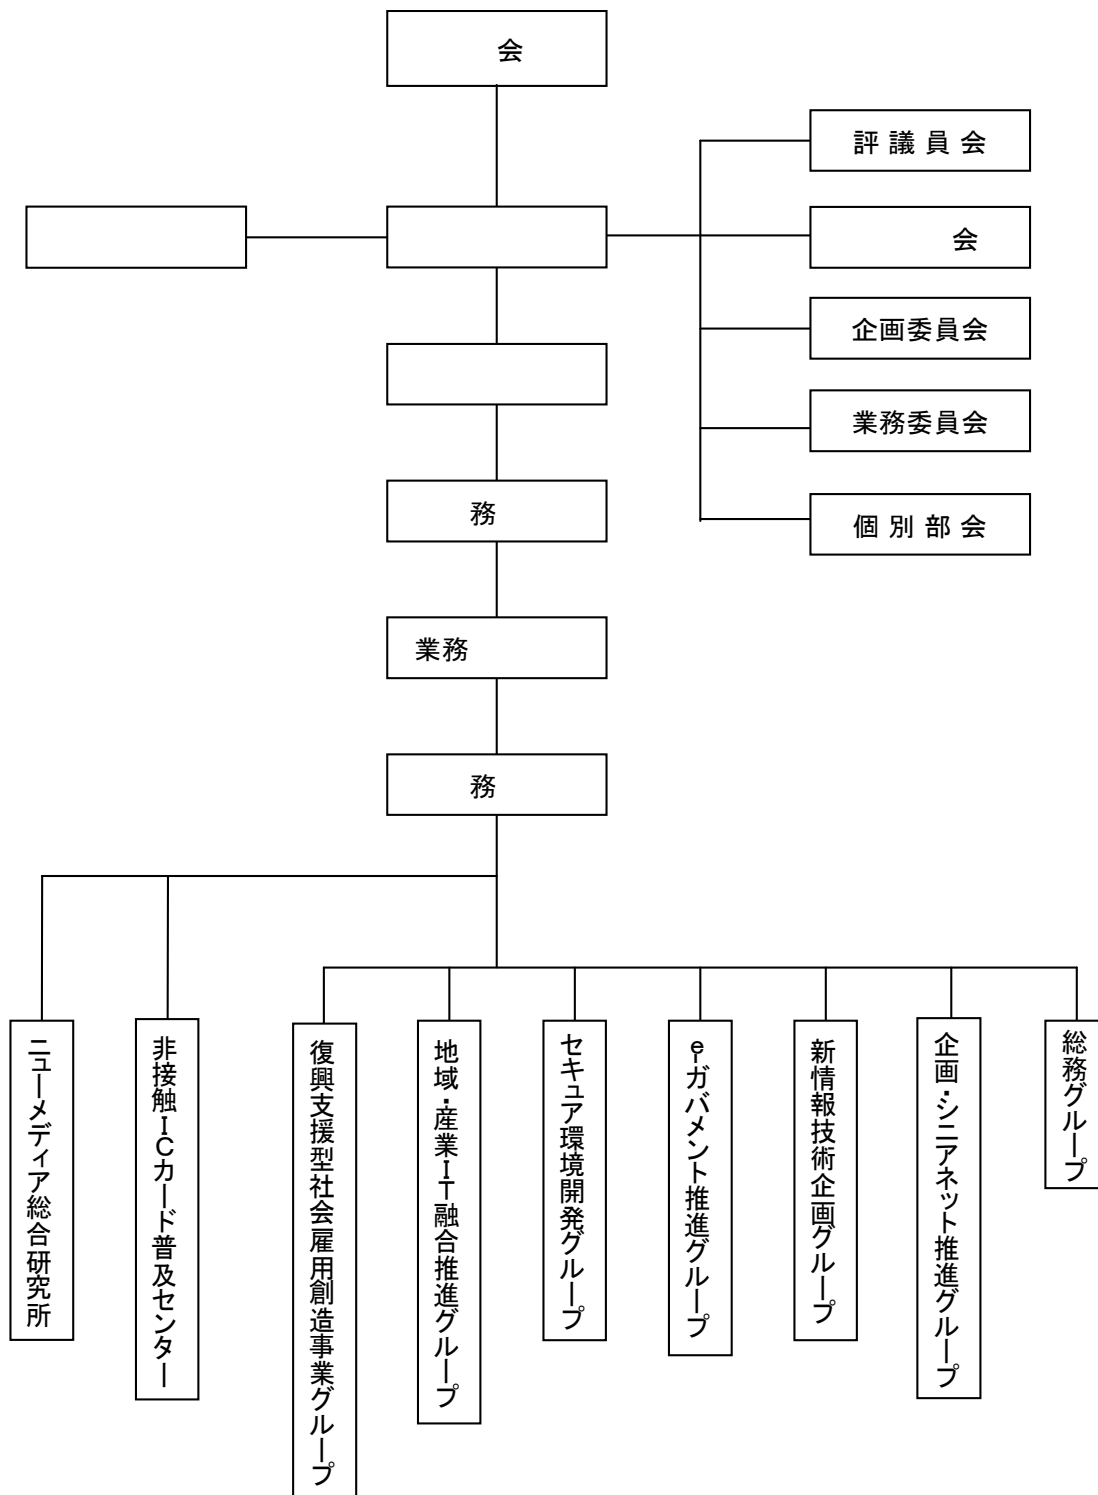 会
評議員会
会
企画委員会
業務委員会
務
個別部会
業務
務
ニューメディア総合研究所
非接触ICカード普及センター
復興支援型社会雇用創造事業グループ
地域・産業IT融合推進グループ
セキュア環境開発グループ
e-ガバメント推進グループ
新情報技術企画グループ
企画・シニアネット推進グループ
総務グループ